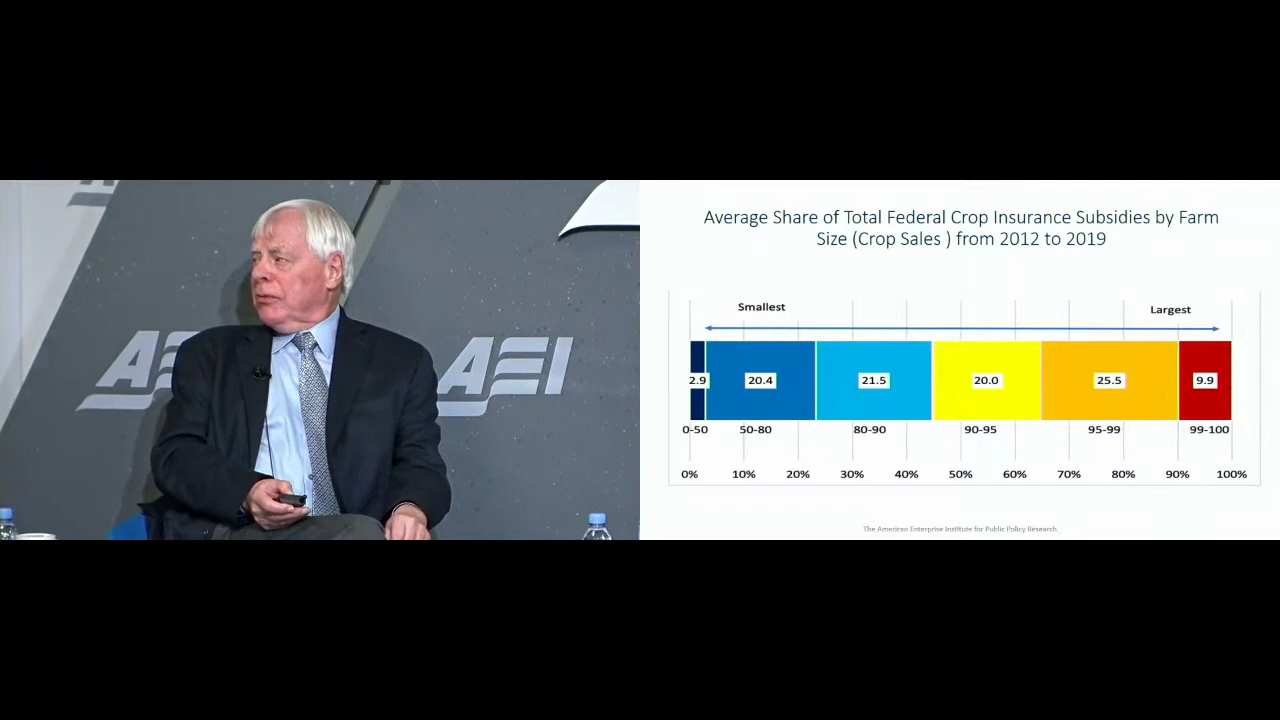 AEI
AEI
Average Share of Total Federal Crop Insurance Subsidies by Farm
Size (Crop Sales ) from 2012 to 2019
Smallest
Largest
2.9 20.4 21.5 20.0 25.5 9.9
0-50 50-80 80-90 90-95 95-99 99-100
0% 10% 20% 30% 40% 50% 60% 70% 80% 90% 100%
The American Enterprise Institute for Public Policy Research